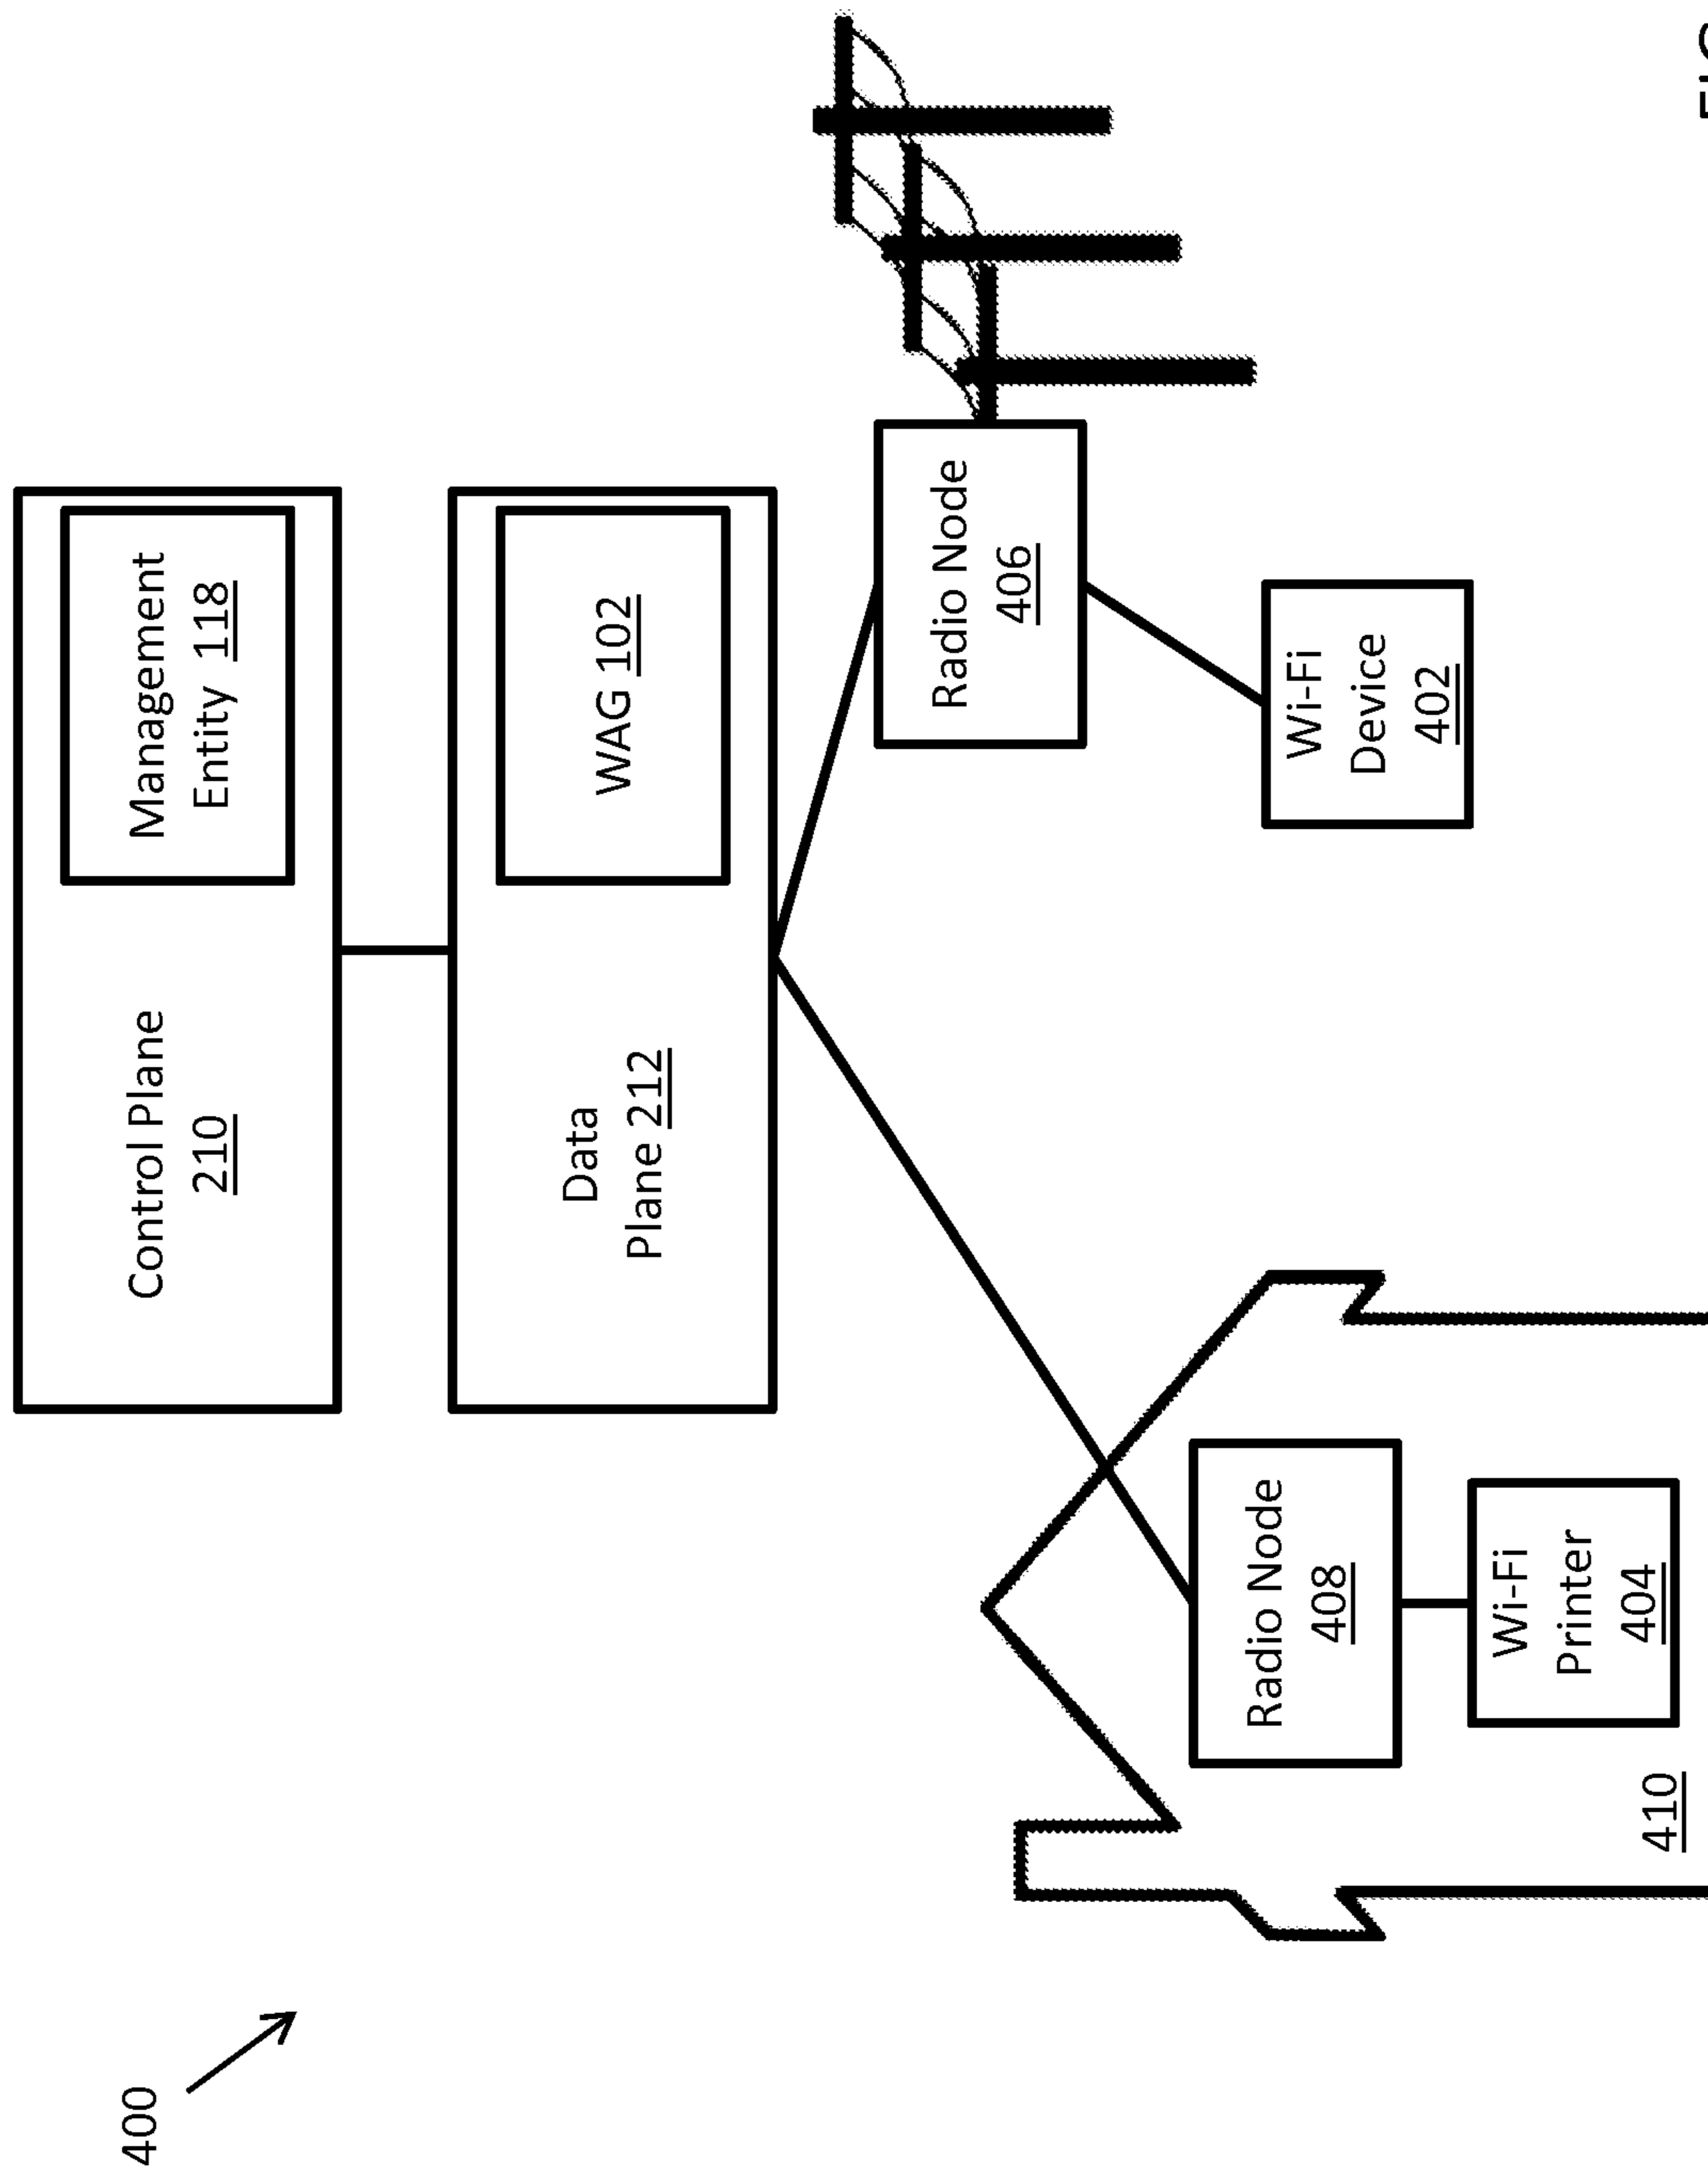 400
Control Plane
210
Management
Entity 118
Data
Plane 212
WAG 102
Radio Node
406
Wi-Fi
Device
402
Radio Node
408
Wi-Fi
Printer
404
410